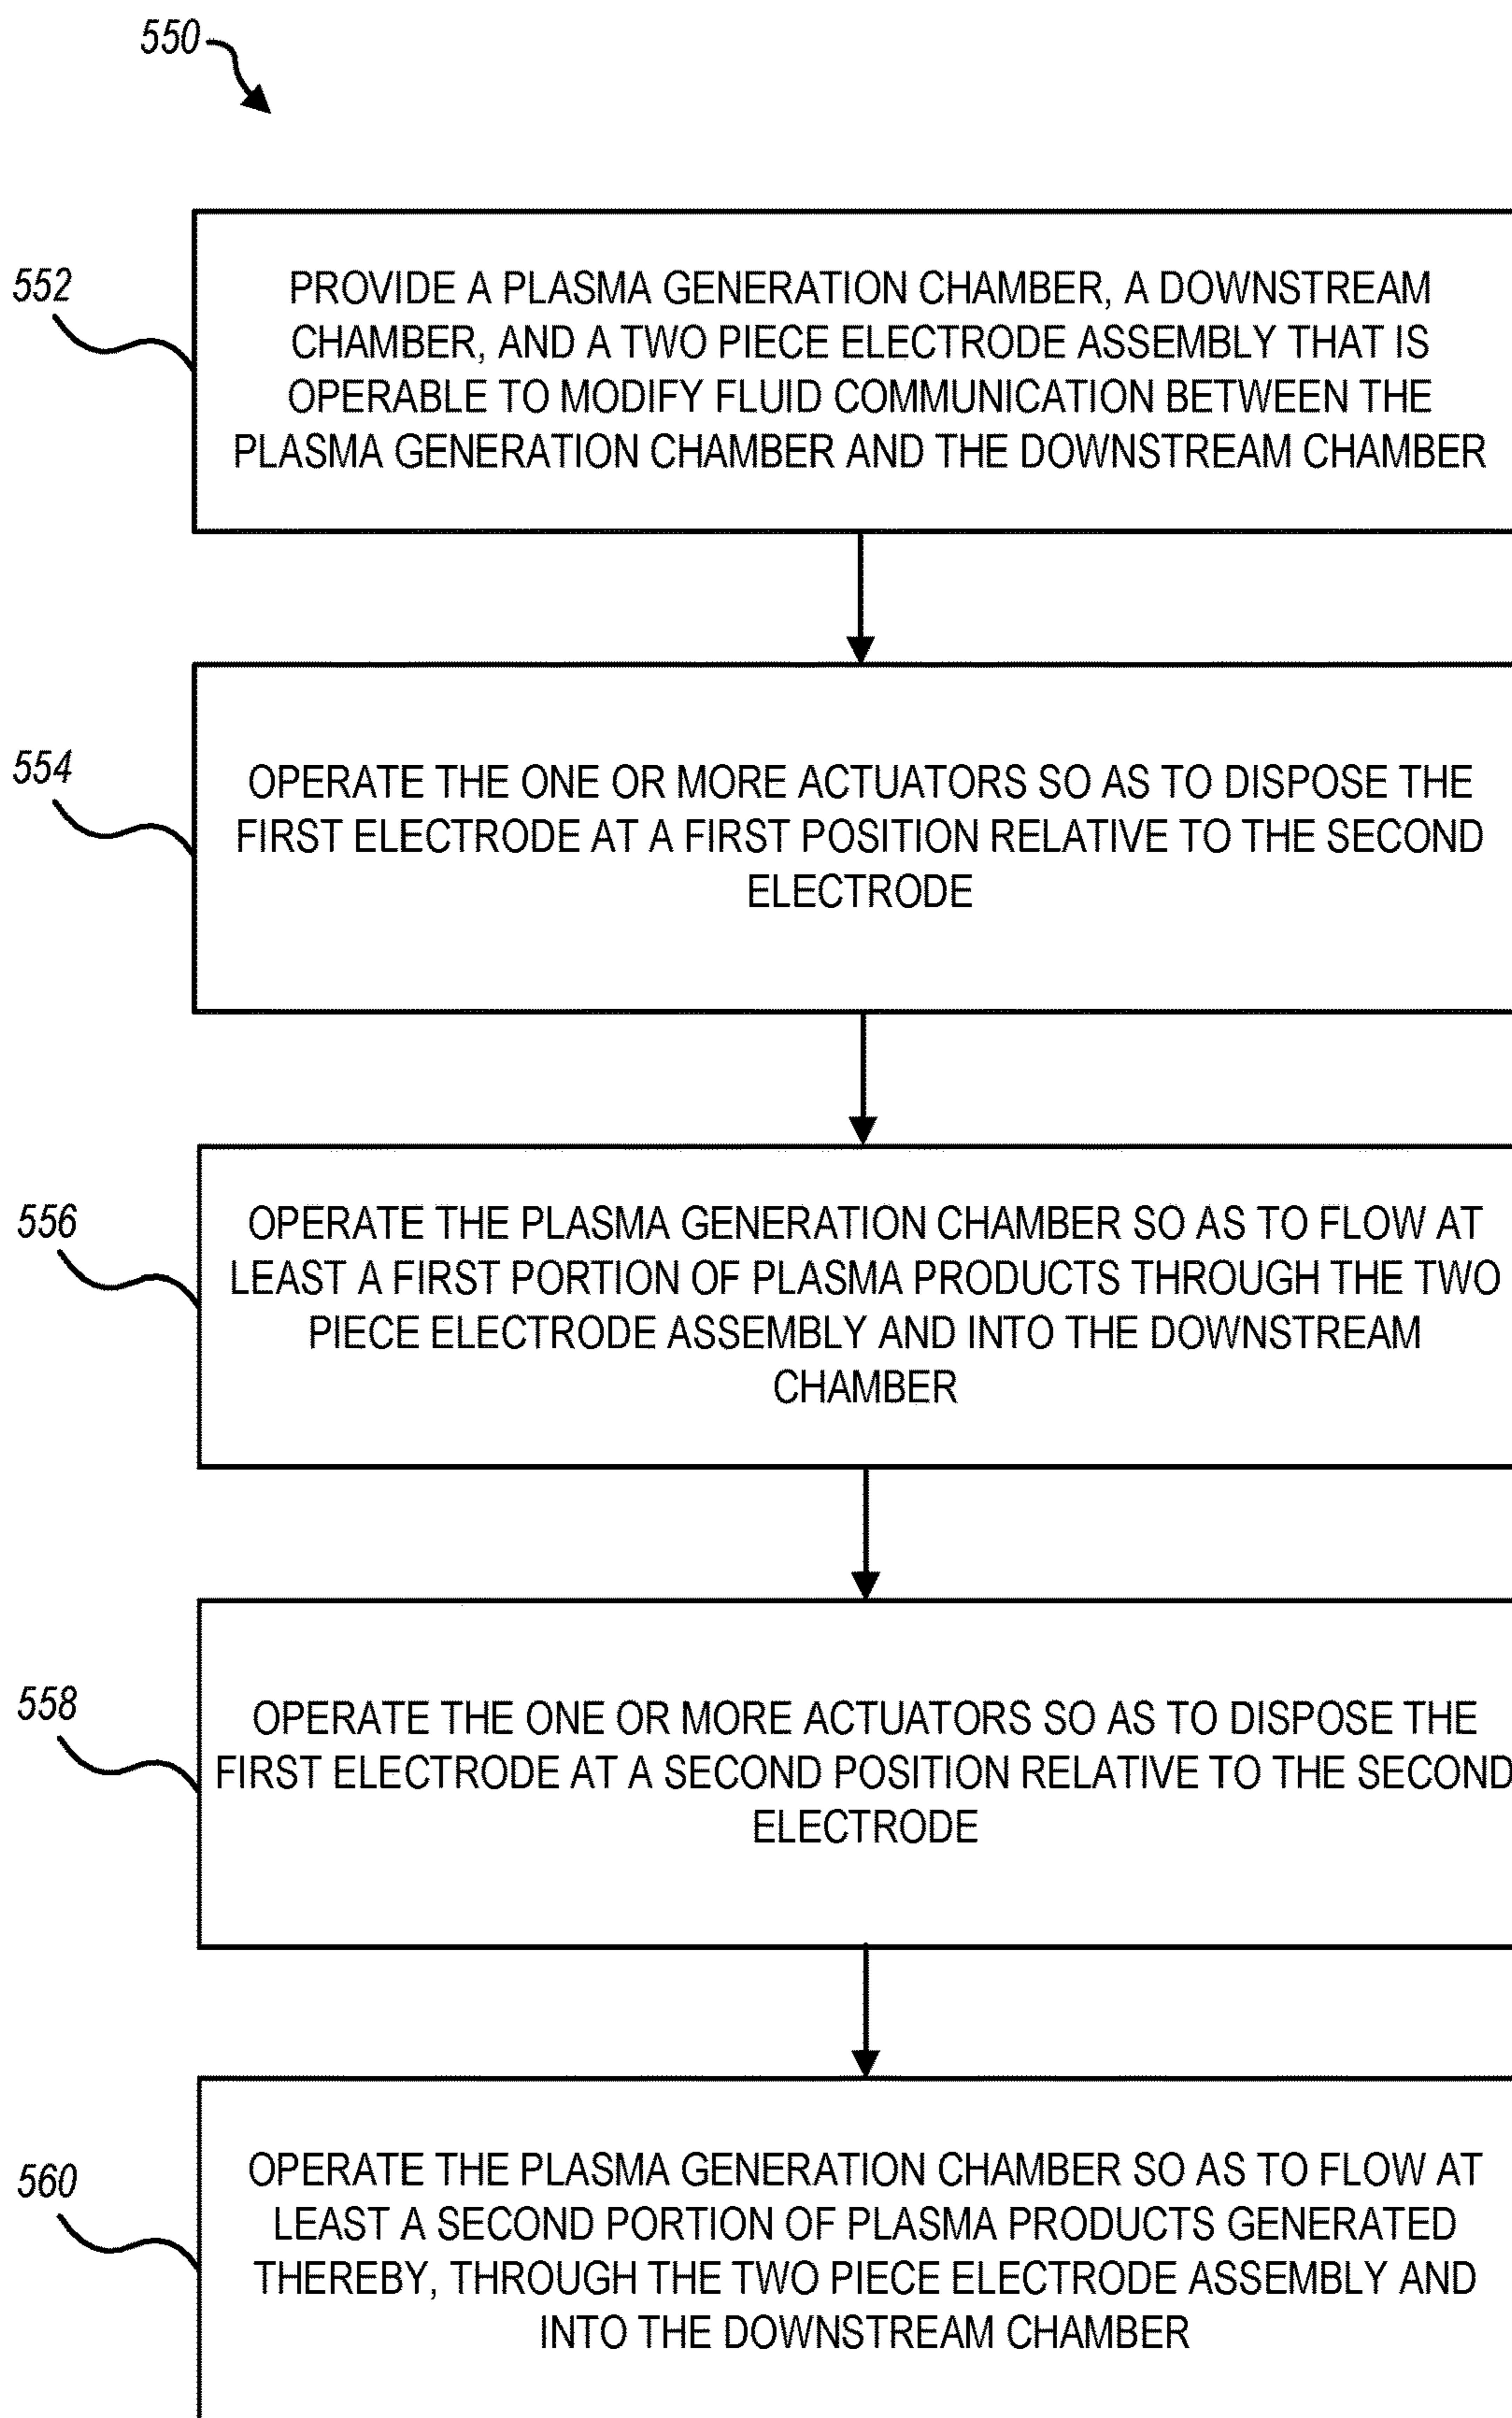 550
552
PROVIDE A PLASMA GENERATION CHAMBER, A DOWNSTREAM
CHAMBER, AND A TWO PIECE ELECTRODE ASSEMBLY THAT IS
OPERABLE TO MODIFY FLUID COMMUNICATION BETWEEN THE
PLASMA GENERATION CHAMBER AND THE DOWNSTREAM CHAMBER
554
OPERATE THE ONE OR MORE ACTUATORS SO AS TO DISPOSE THE
FIRST ELECTRODE AT A FIRST POSITION RELATIVE TO THE SECOND
ELECTRODE
556
OPERATE THE PLASMA GENERATION CHAMBER SO AS TO FLOW AT
LEAST A FIRST PORTION OF PLASMA PRODUCTS THROUGH THE TWO
PIECE ELECTRODE ASSEMBLY AND INTO THE DOWNSTREAM
CHAMBER
558
OPERATE THE ONE OR MORE ACTUATORS SO AS TO DISPOSE THE
FIRST ELECTRODE AT A SECOND POSITION RELATIVE TO THE SECOND
ELECTRODE
560
OPERATE THE PLASMA GENERATION CHAMBER SO AS TO FLOW AT
LEAST A SECOND PORTION OF PLASMA PRODUCTS GENERATED
THEREBY, THROUGH THE TWO PIECE ELECTRODE ASSEMBLY AND
INTO THE DOWNSTREAM CHAMBER